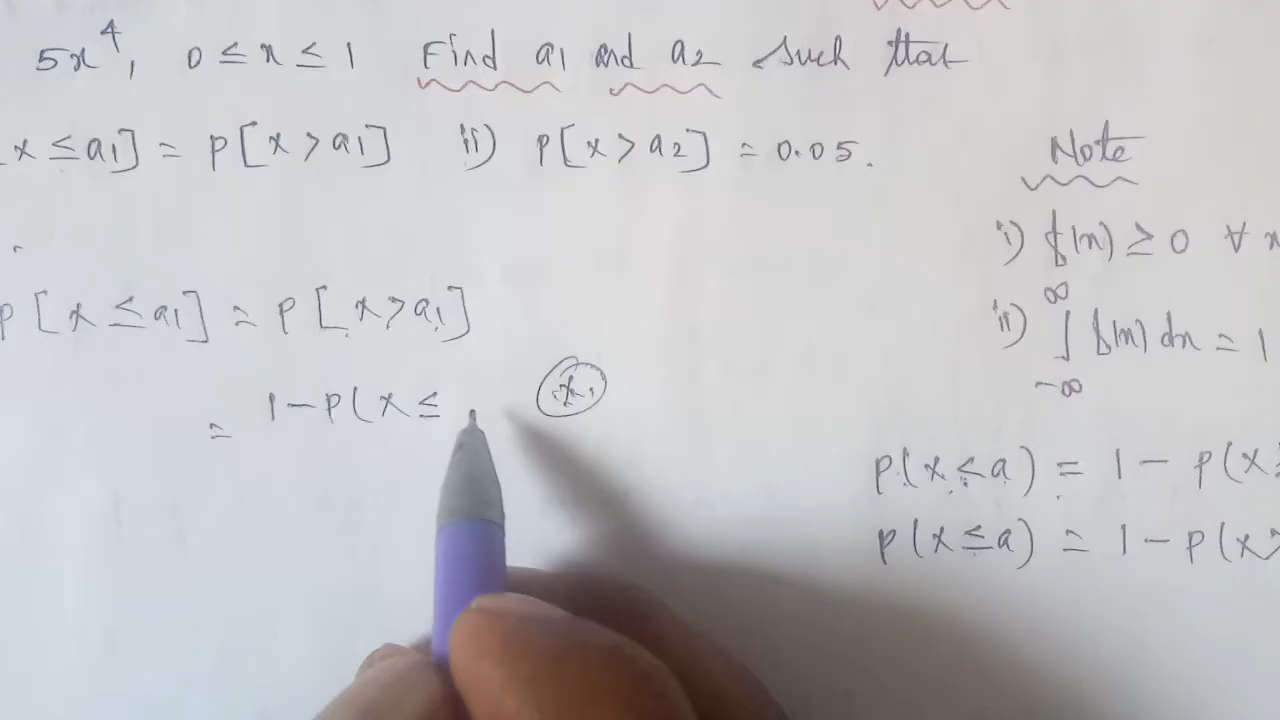 5x⁴, 0 ≤ x ≤ 1 Find a1 and a2 such that
x ≤ a1] = P[x > a1] ii) P[x > a2] = 0.05.
Note
i) f(x) ≥ 0 ∀ x
P[x ≤ a1] = P[x > a1]
ii) ∫_{-∞}^{∞} f(x) dx = 1
= 1 - P(x ≤
P(x < a) = 1 - P(x ≥
P(x ≤ a) = 1 - P(x >